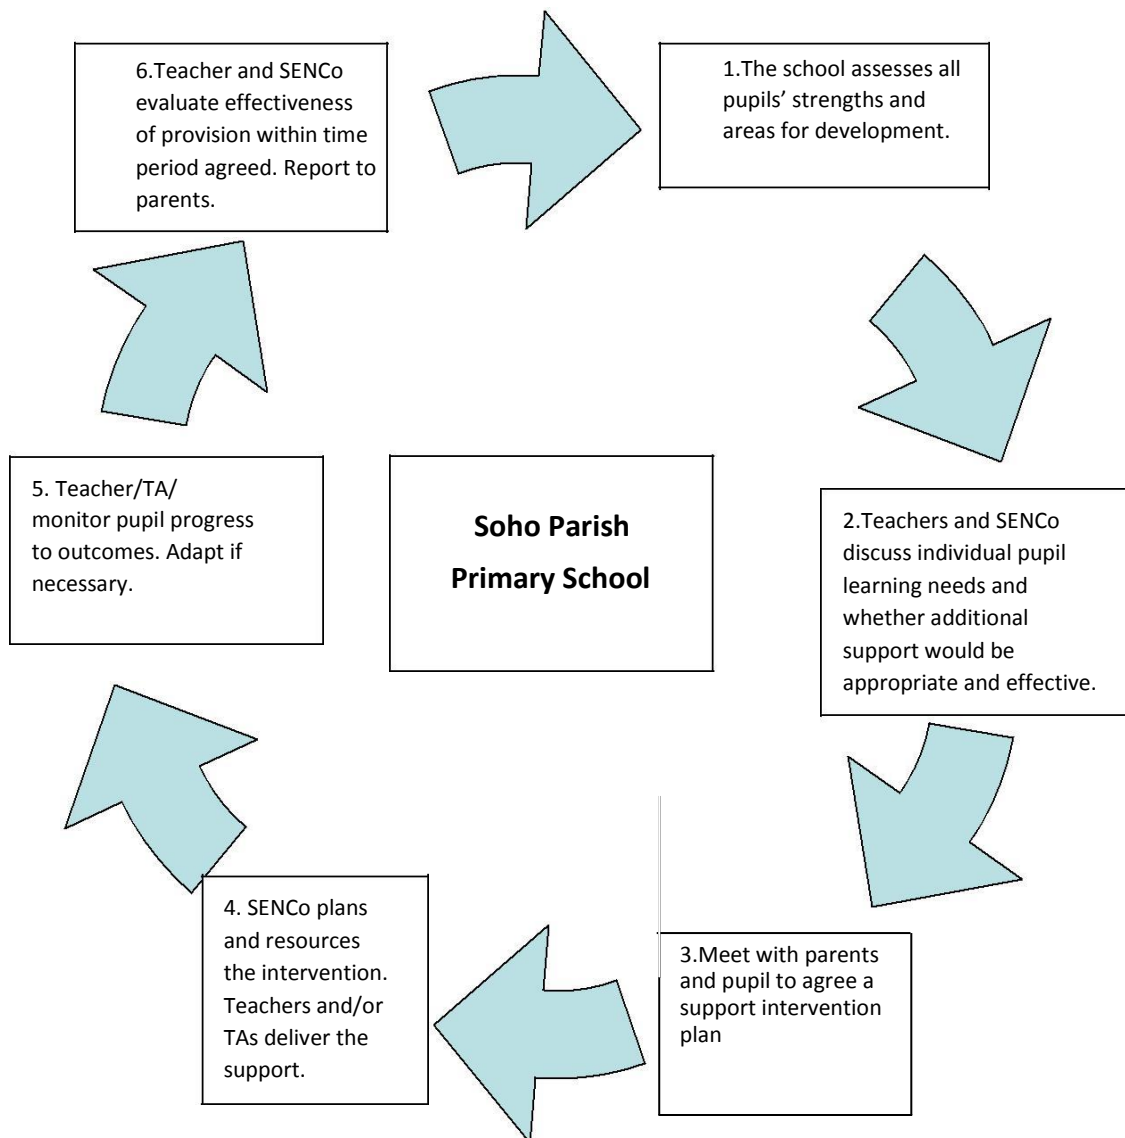 6.Teacher and SENCo
evaluate effectiveness
of provision within time
period agreed. Report to
parents.
1.The school assesses all
pupils’ strengths and
areas for development.
5. Teacher/TA/
monitor pupil progress
to outcomes. Adapt if
necessary.
Soho Parish
Primary School
2.Teachers and SENCo
discuss individual pupil
learning needs and
whether additional
support would be
appropriate and effective.
4. SENCo plans
and resources
the intervention.
Teachers and/or
TAs deliver the
support.
3.Meet with parents
and pupil to agree a
support intervention
plan